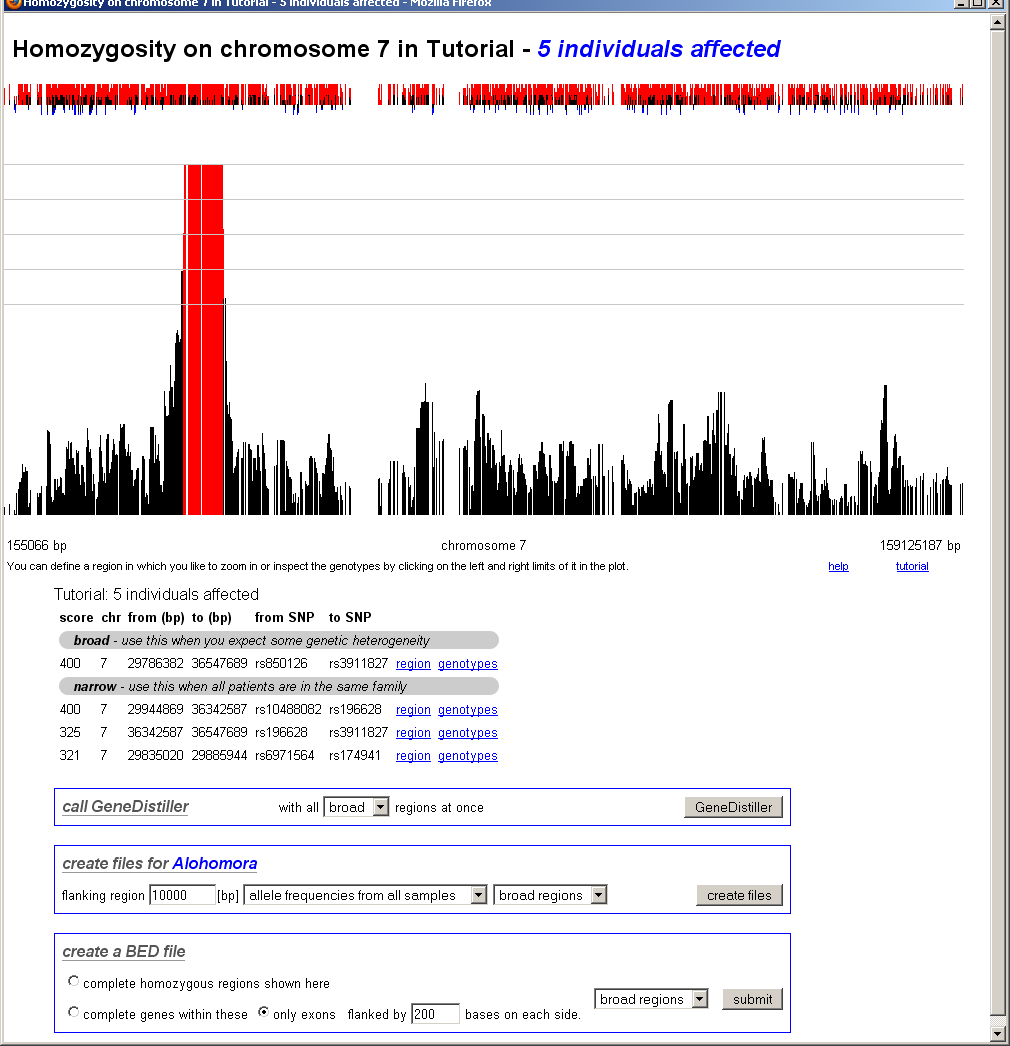 Homozygosity on chromosome 7 in Tutorial - 5 individuals affected - Mozilla Firefox
Homozygosity on chromosome 7 in Tutorial - 5 individuals affected
155066 bp chromosome 7 159125187 bp
You can define a region in which you like to zoom in or inspect the genotypes by clicking on the left and right limits of it in the plot. help tutorial
Tutorial: 5 individuals affected
score chr from (bp) to (bp) from SNP to SNP
broad - use this when you expect some genetic heterogeneity
400 7 29786382 36547689 rs850126 rs3911827 region genotypes
narrow - use this when all patients are in the same family
400 7 29944869 36342587 rs10488082 rs196628 region genotypes
325 7 36342587 36547689 rs196628 rs3911827 region genotypes
321 7 29835020 29885944 rs6971564 rs174941 region genotypes
call GeneDistiller with all broad regions at once GeneDistiller
create files for Alohomora
flanking region 10000 [bp] allele frequencies from all samples broad regions create files
create a BED file
complete homozygous regions shown here
broad regions submit
complete genes within these only exons flanked by 200 bases on each side.